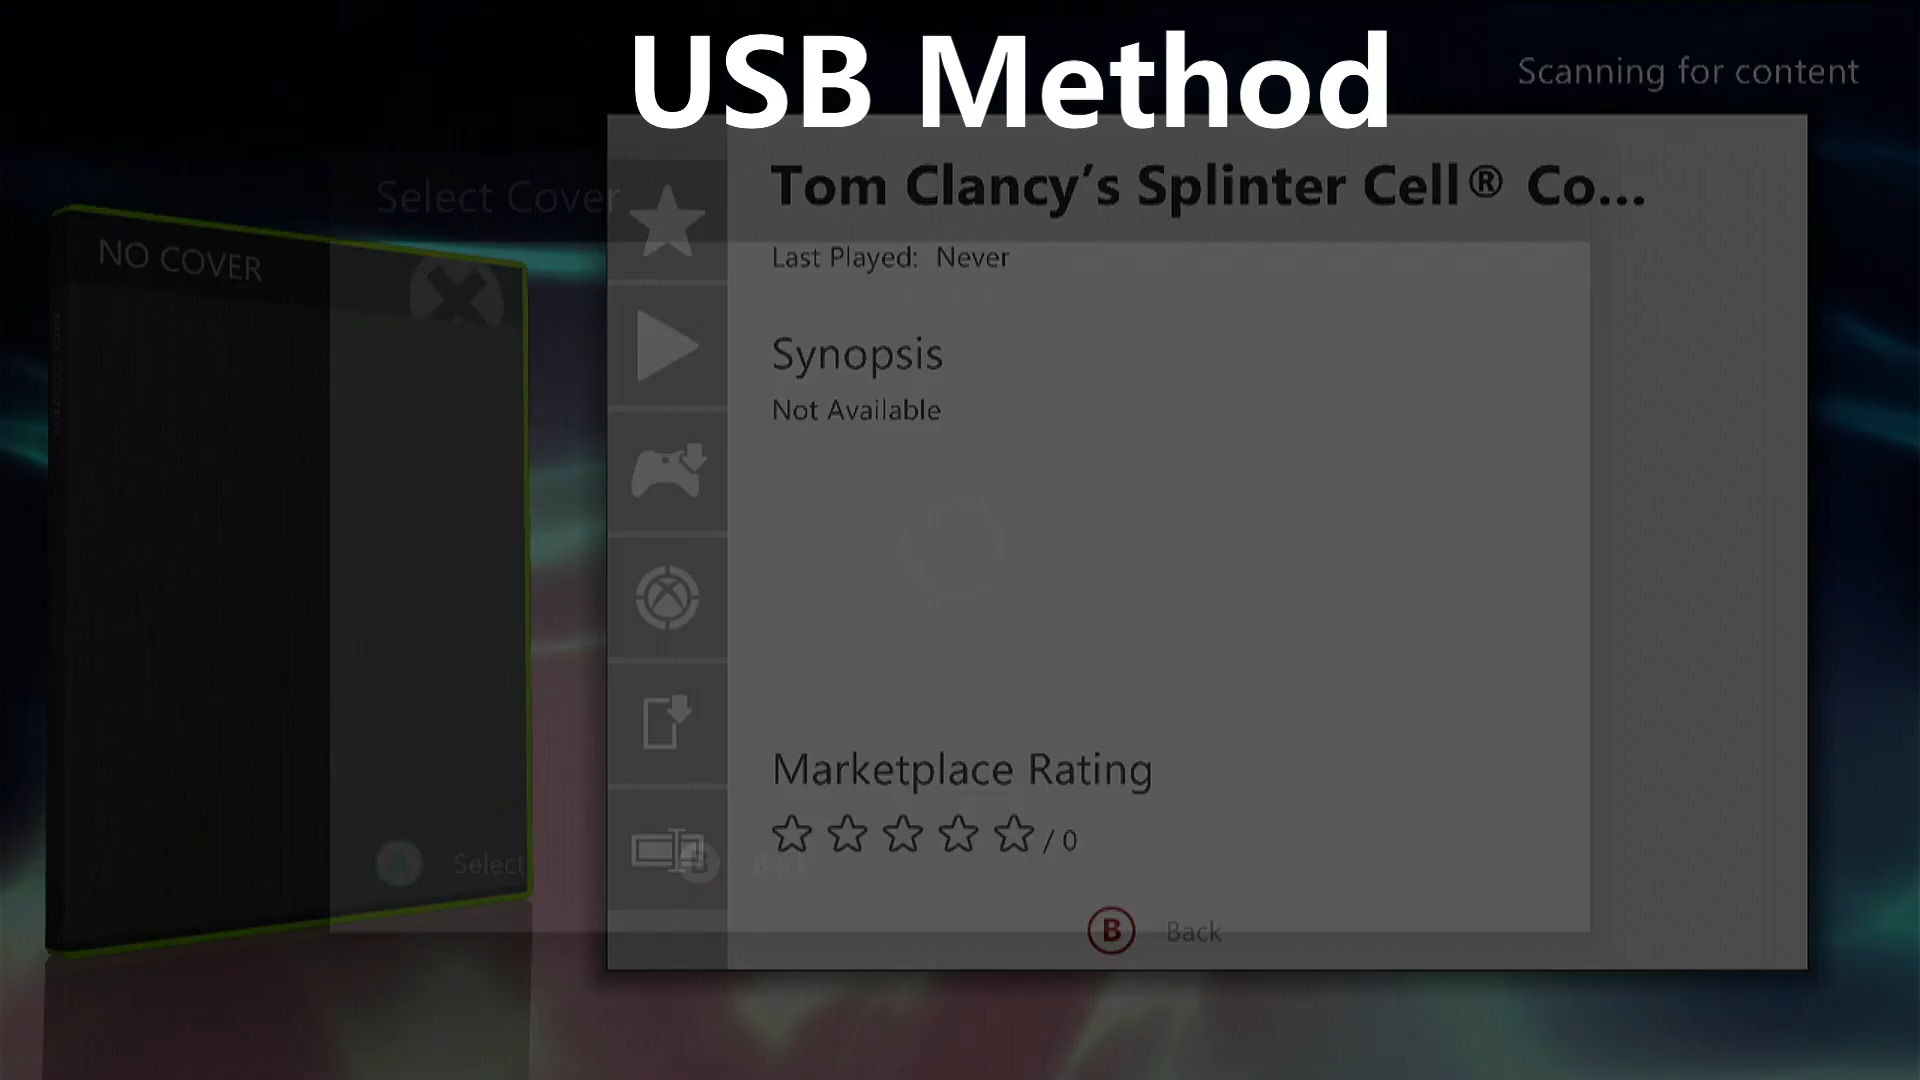 USB Method
Scanning for content
Tom Clancy’s Splinter Cell® Co...
Select Cover
Last Played: Never
NO COVER
Synopsis
Not Available
Marketplace Rating
/ 0
A Select
B Back
B Back